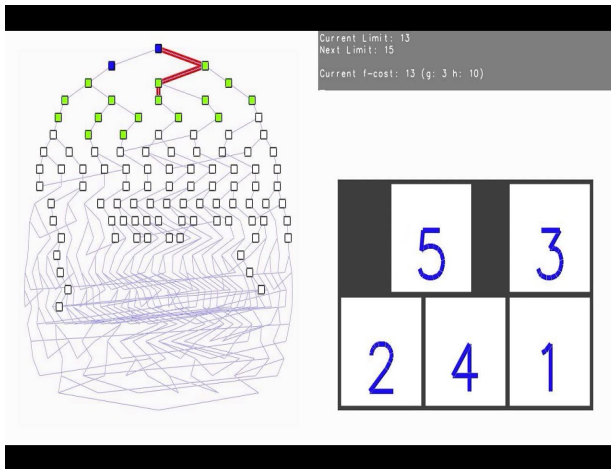 Current Limit: 13
Next Limit: 15
Current f-cost: 13 (g: 3 h: 10)
5 3
2 4 1